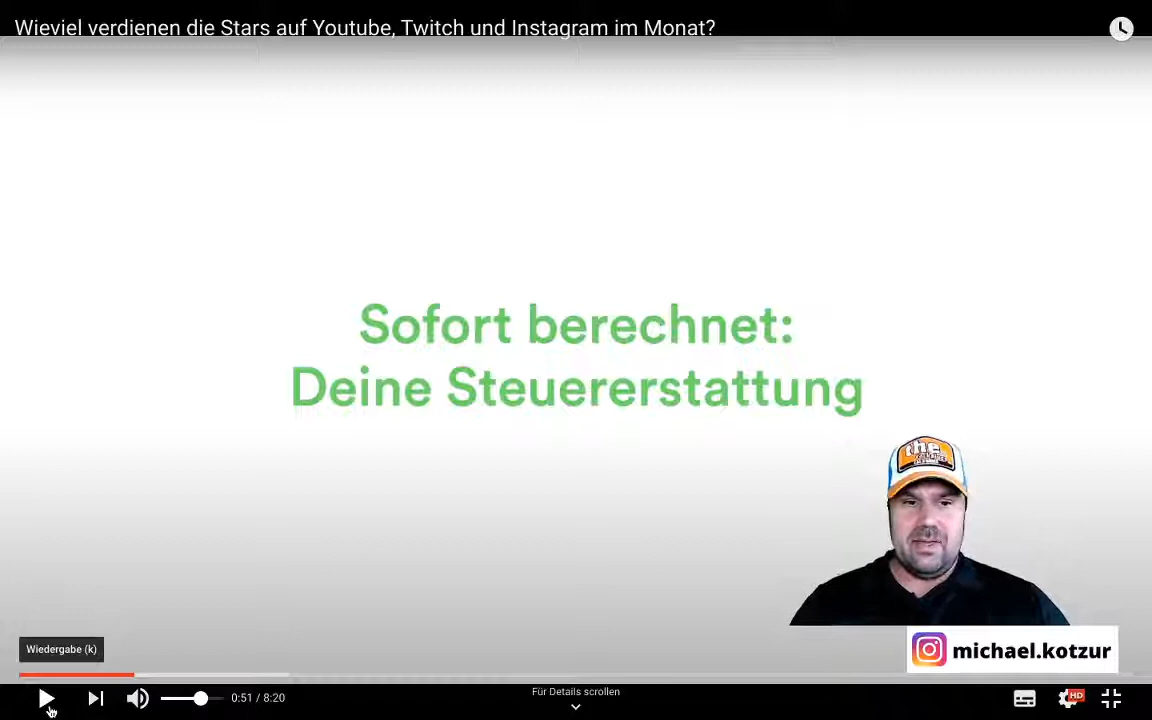 Wieviel verdienen die Stars auf Youtube, Twitch und Instagram im Monat?
Sofort berechnet:
Deine Steuererstattung
the
michael.kotzur
Wiedergabe (k)
0:51 / 8:20
Für Details scrollen
HD